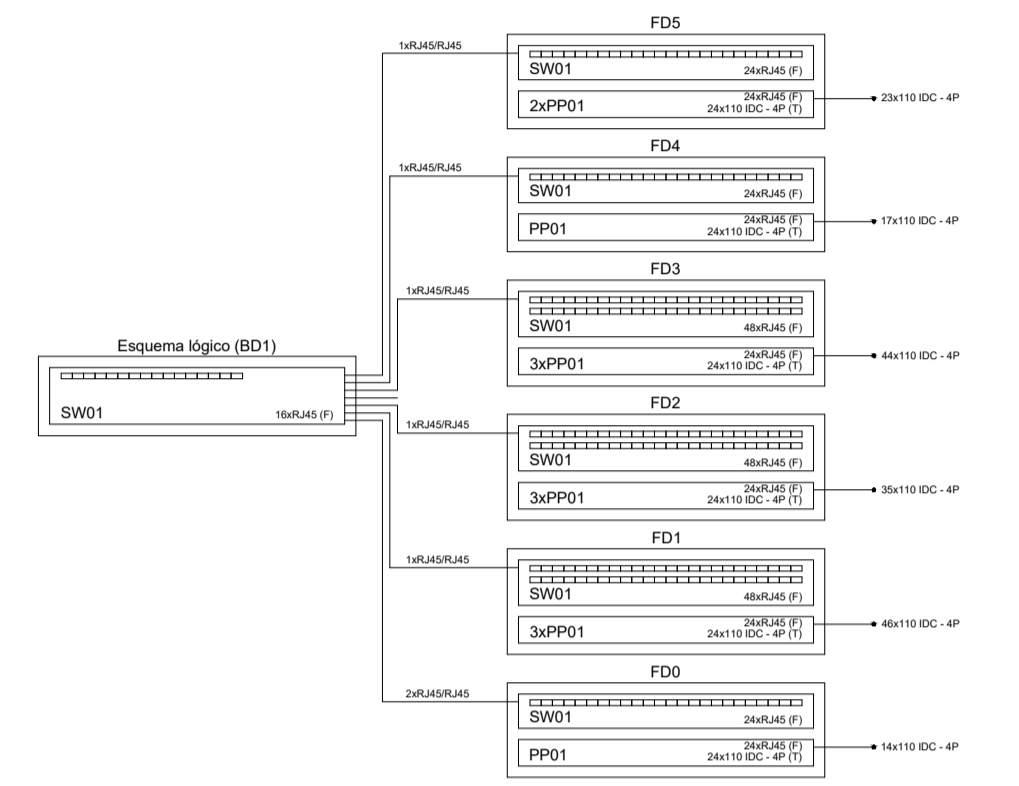 FD5
1xRJ45/RJ45
SW01
24xRJ45 (F)
2xPP01
24xRJ45 (F)
24x110 IDC - 4P (T)
23x110 IDC - 4P
FD4
1xRJ45/RJ45
SW01
24xRJ45 (F)
PP01
24xRJ45 (F)
24x110 IDC - 4P (T)
17x110 IDC - 4P
FD3
1xRJ45/RJ45
SW01
48xRJ45 (F)
3xPP01
24xRJ45 (F)
24x110 IDC - 4P (T)
44x110 IDC - 4P
Esquema lógico (BD1)
SW01
16xRJ45 (F)
FD2
1xRJ45/RJ45
SW01
48xRJ45 (F)
3xPP01
24xRJ45 (F)
24x110 IDC - 4P (T)
35x110 IDC - 4P
FD1
1xRJ45/RJ45
SW01
48xRJ45 (F)
3xPP01
24xRJ45 (F)
24x110 IDC - 4P (T)
46x110 IDC - 4P
FD0
2xRJ45/RJ45
SW01
24xRJ45 (F)
PP01
24xRJ45 (F)
24x110 IDC - 4P (T)
14x110 IDC - 4P